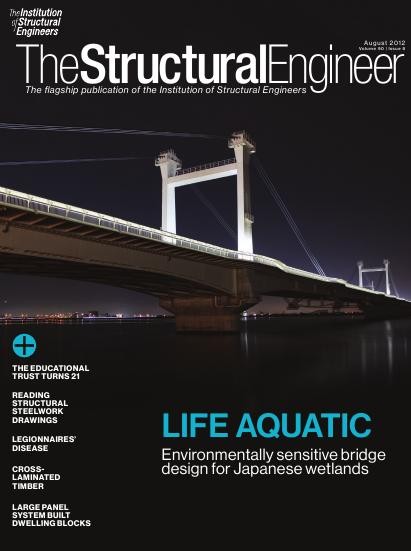 The Institution
of Structural
Engineers
August 2012
Volume 90 | Issue 8
TheStructuralEngineer
The flagship publication of the Institution of Structural Engineers
THE EDUCATIONAL
TRUST TURNS 21
READING
STRUCTURAL
STEELWORK
DRAWINGS
LEGIONNAIRES'
DISEASE
CROSS-
LAMINATED
TIMBER
LARGE PANEL
SYSTEM BUILT
DWELLING BLOCKS
LIFE AQUATIC
Environmentally sensitive bridge
design for Japanese wetlands